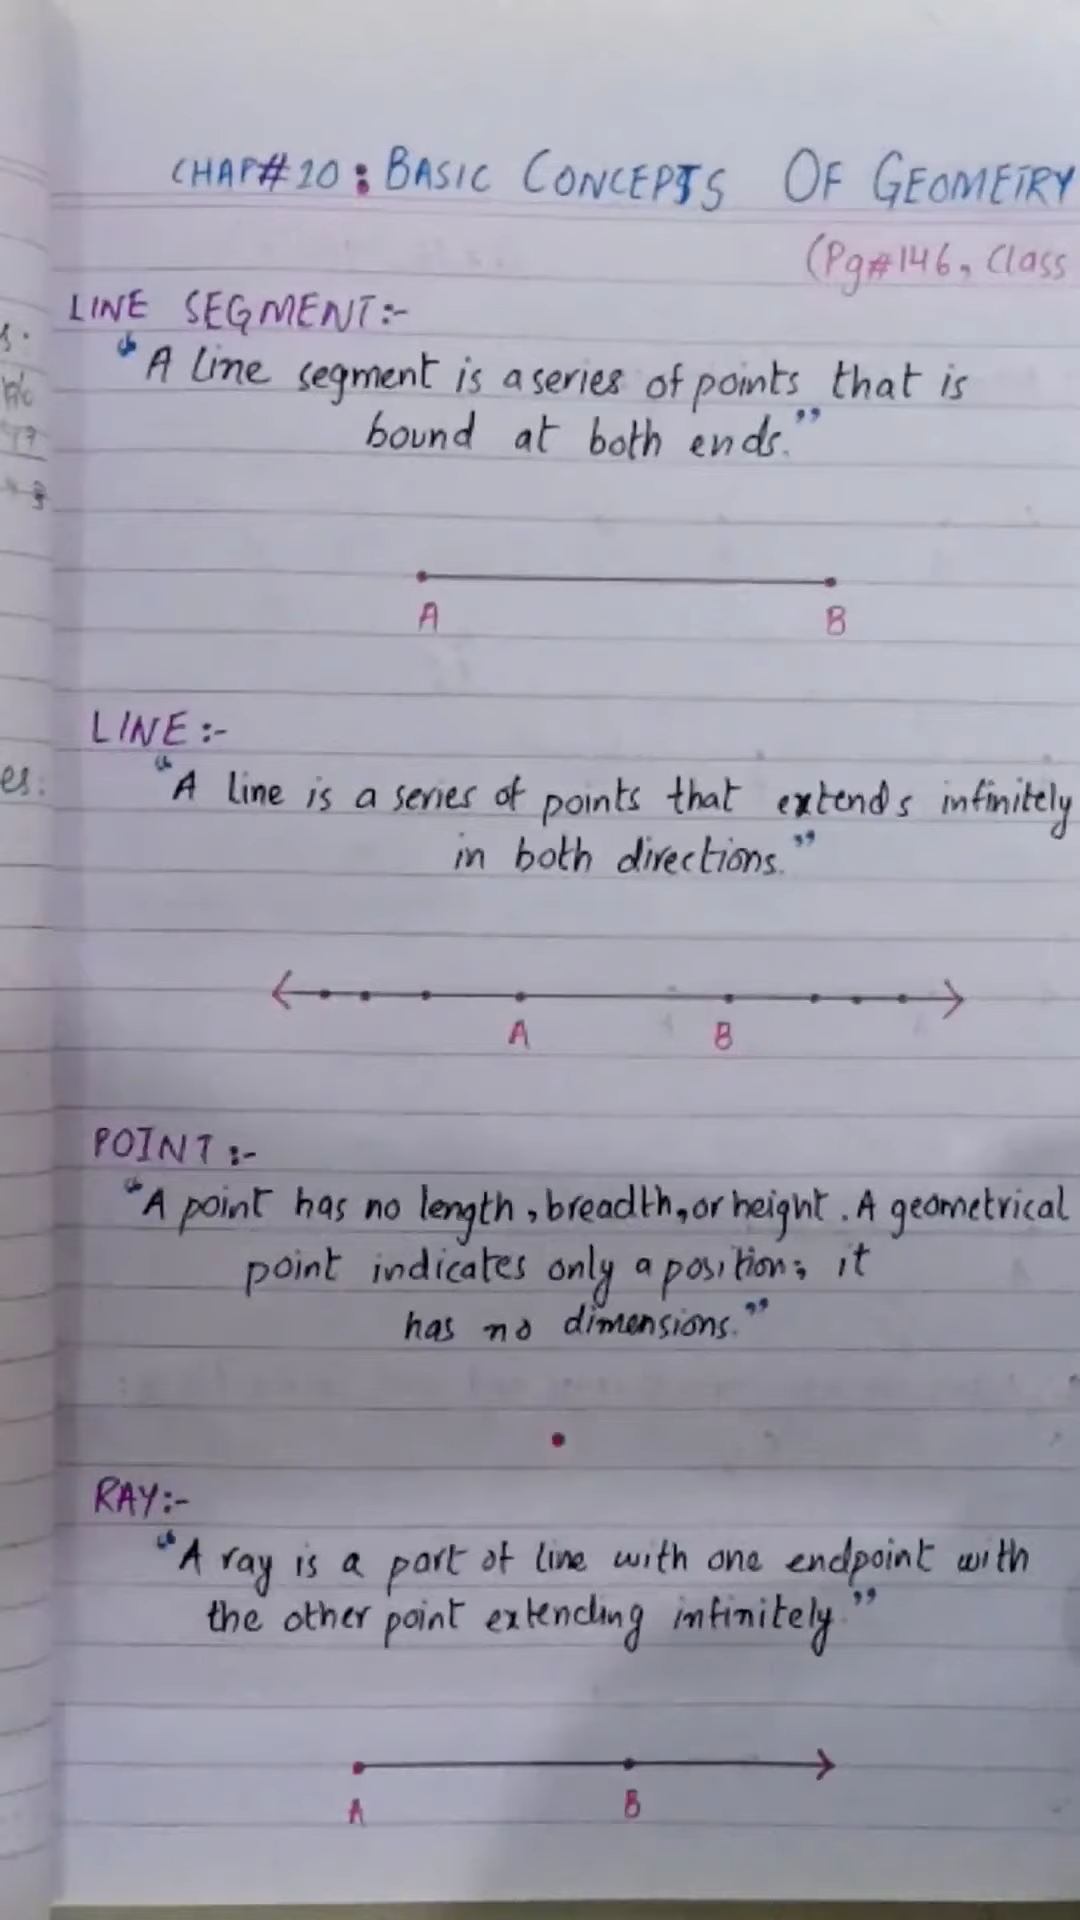 CHAP# 20 : BASIC CONCEPTS OF GEOMETRY
(Pg#146, Class
LINE SEGMENT:-
“A line segment is a series of points that is
bound at both ends.”
A B
LINE :-
es:
“A line is a series of points that extends infinitely
in both directions.”
A B
POINT :-
“A point has no length, breadth, or height. A geometrical
point indicates only a position; it
has no dimensions.”
RAY:-
“A ray is a part of line with one endpoint with
the other point extending infinitely.”
A B